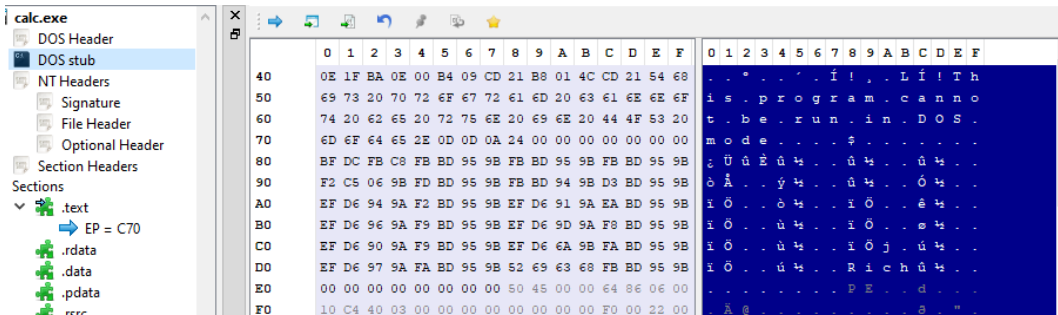 calc.exe
DOS Header
DOS stub
NT Headers
Signature
File Header
Optional Header
Section Headers
Sections
.text
EP = C70
.rdata
.data
.pdata
0 1 2 3 4 5 6 7 8 9 A B C D E F 0 1 2 3 4 5 6 7 8 9 A B C D E F
40 0E 1F BA 0E 00 B4 09 CD 21 B8 01 4C CD 21 54 68 . . º . . ´ . Í ! ¸ . L Í ! T h
50 69 73 20 70 72 6F 67 72 61 6D 20 63 61 6E 6E 6F i s . p r o g r a m . c a n n o
60 74 20 62 65 20 72 75 6E 20 69 6E 20 44 4F 53 20 t . b e . r u n . i n . D O S .
70 6D 6F 64 65 2E 0D 0D 0A 24 00 00 00 00 00 00 00 m o d e . . . . $ . . . . . . .
80 BF DC FB C8 FB BD 95 9B FB BD 95 9B FB BD 95 9B ¿ Ü û È û ½ . . û ½ . . û ½ . .
90 F2 C5 06 9B FD BD 95 9B FB BD 94 9B D3 BD 95 9B ò Å . . ý ½ . . û ½ . . Ó ½ . .
A0 EF D6 94 9A F2 BD 95 9B EF D6 91 9A EA BD 95 9B ï Ö . . ò ½ . . ï Ö . . ê ½ . .
B0 EF D6 96 9A F9 BD 95 9B EF D6 9D 9A F8 BD 95 9B ï Ö . . ù ½ . . ï Ö . . ø ½ . .
C0 EF D6 90 9A F9 BD 95 9B EF D6 6A 9B FA BD 95 9B ï Ö . . ù ½ . . ï Ö j . ú ½ . .
D0 EF D6 97 9A FA BD 95 9B 52 69 63 68 FB BD 95 9B ï Ö . . ú ½ . . R i c h û ½ . .
E0 00 00 00 00 00 00 00 00 50 45 00 00 64 86 06 00 . . . . . . . . P E . . d . . .
F0 10 C4 40 03 00 00 00 00 00 00 00 00 F0 00 22 00 . Ä @ . . . . . . . . . ð . " .